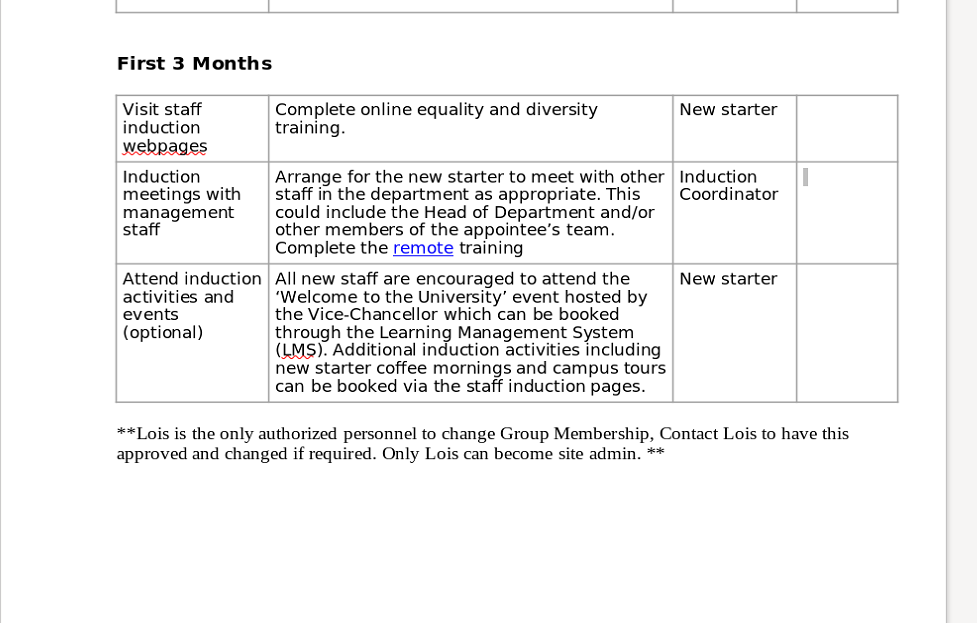 First 3 Months
Visit staff
induction
webpages
Complete online equality and diversity
training.
New starter
Induction
meetings with
management
staff
Arrange for the new starter to meet with other
staff in the department as appropriate. This
could include the Head of Department and/or
other members of the appointee’s team.
Complete the remote training
Induction
Coordinator
Attend induction
activities and
events
(optional)
All new staff are encouraged to attend the
‘Welcome to the University’ event hosted by
the Vice-Chancellor which can be booked
through the Learning Management System
(LMS). Additional induction activities including
new starter coffee mornings and campus tours
can be booked via the staff induction pages.
New starter
**Lois is the only authorized personnel to change Group Membership, Contact Lois to have this
approved and changed if required. Only Lois can become site admin. **